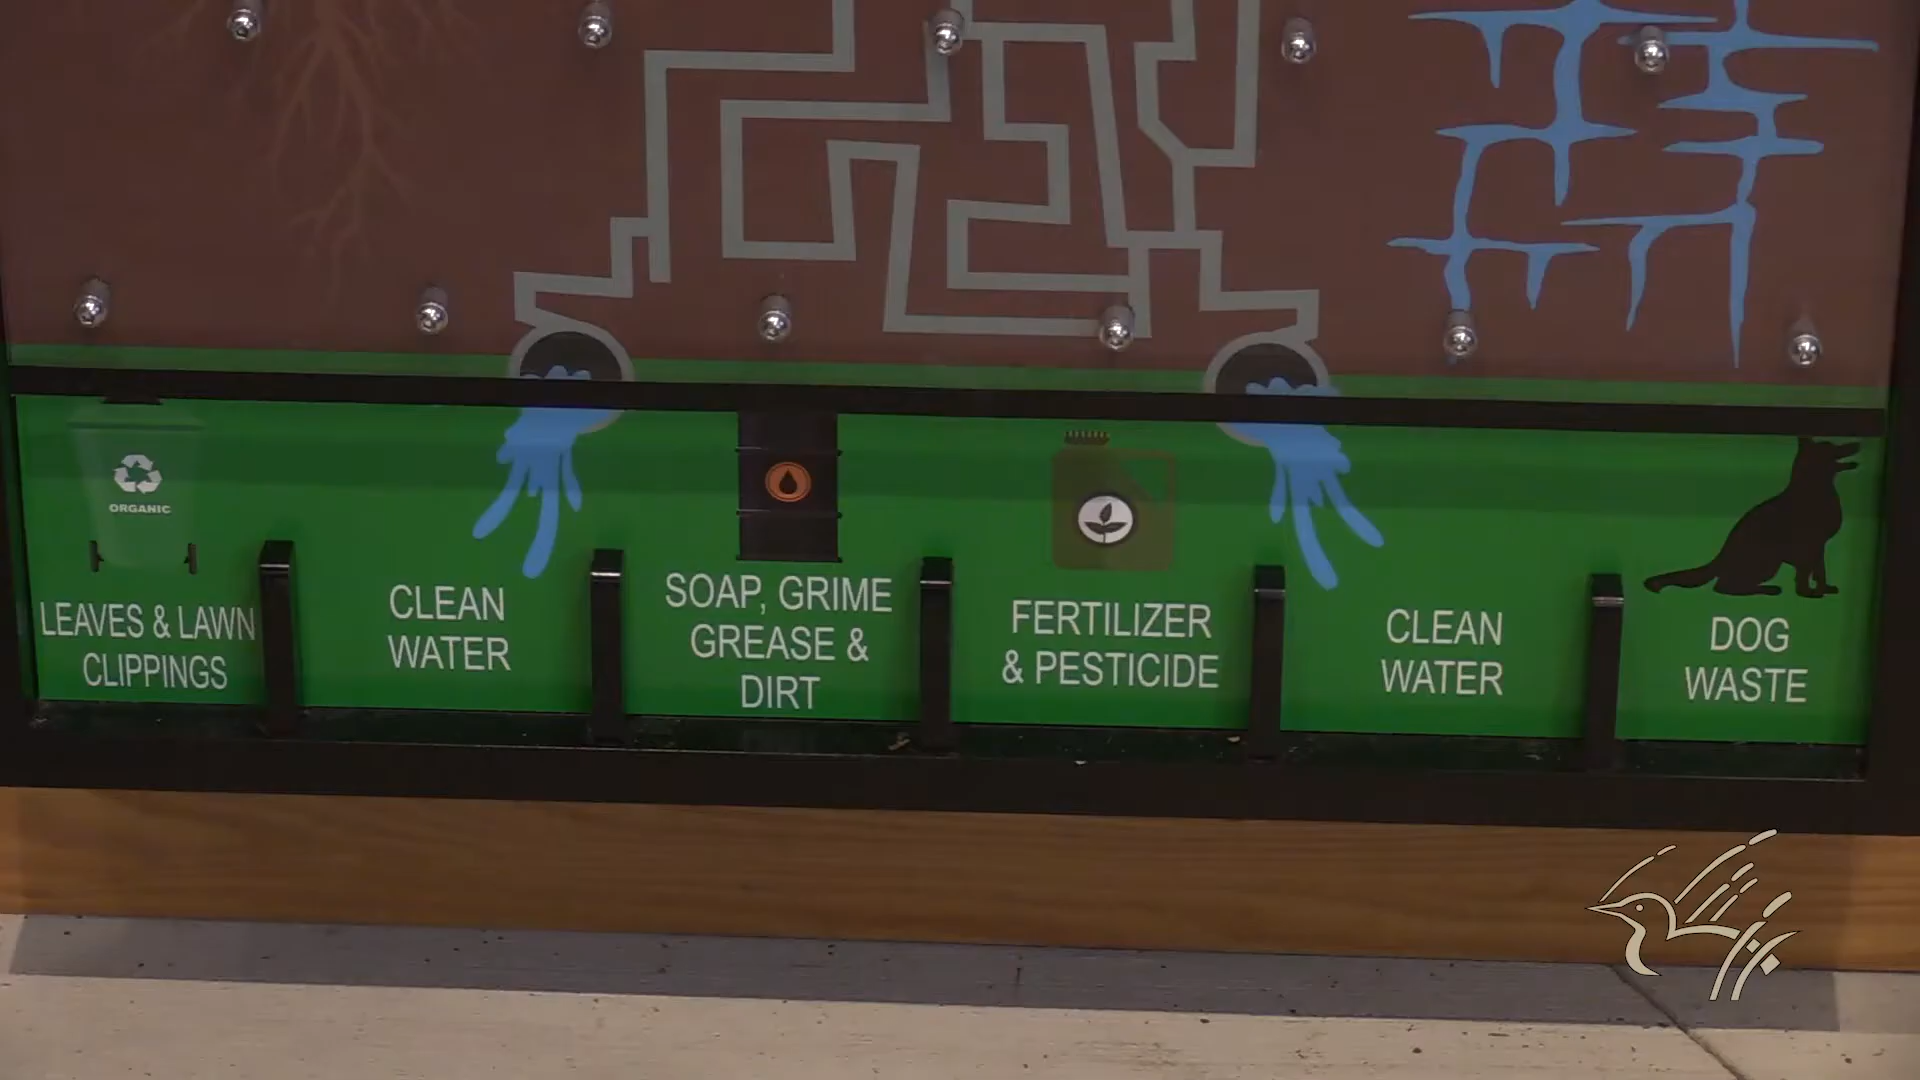 ORGANIC
LEAVES & LAWN
CLIPPINGS
CLEAN
WATER
SOAP, GRIME
GREASE &
DIRT
FERTILIZER
& PESTICIDE
CLEAN
WATER
DOG
WASTE